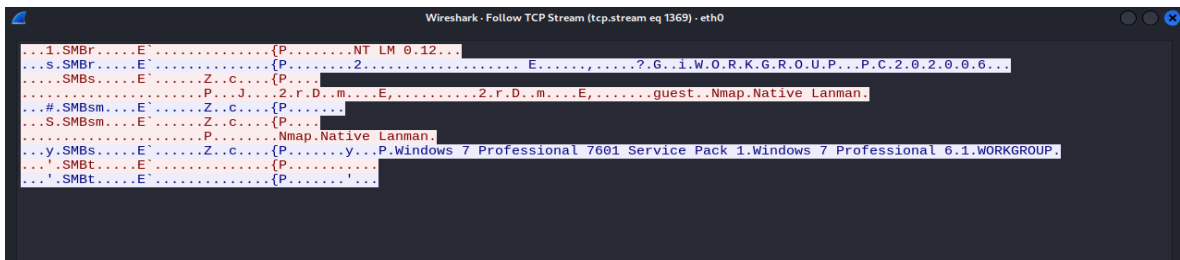 Wireshark · Follow TCP Stream (tcp.stream eq 1369) · eth0
...1.SMBr.....E`..............{P........NT LM 0.12...
...s.SMBr.....E`..............{P........2................... E......,.....?.G..i.W.O.R.K.G.R.O.U.P...P.C.2.0.2.0.0.6...
.....SMBs.....E`......Z..c....{P....
......................P...J....2.r.D..m....E,..........2.r.D..m....E,.......guest..Nmap.Native Lanman.
...#.SMBsm....E`......Z..c....{P.......
...S.SMBsm....E`......Z..c....{P....
......................P........Nmap.Native Lanman.
...y.SMBs.....E`......Z..c....{P.......y...P.Windows 7 Professional 7601 Service Pack 1.Windows 7 Professional 6.1.WORKGROUP.
...'.SMBt.....E`..............{P...........
...'.SMBt.....E`..............{P.......'...